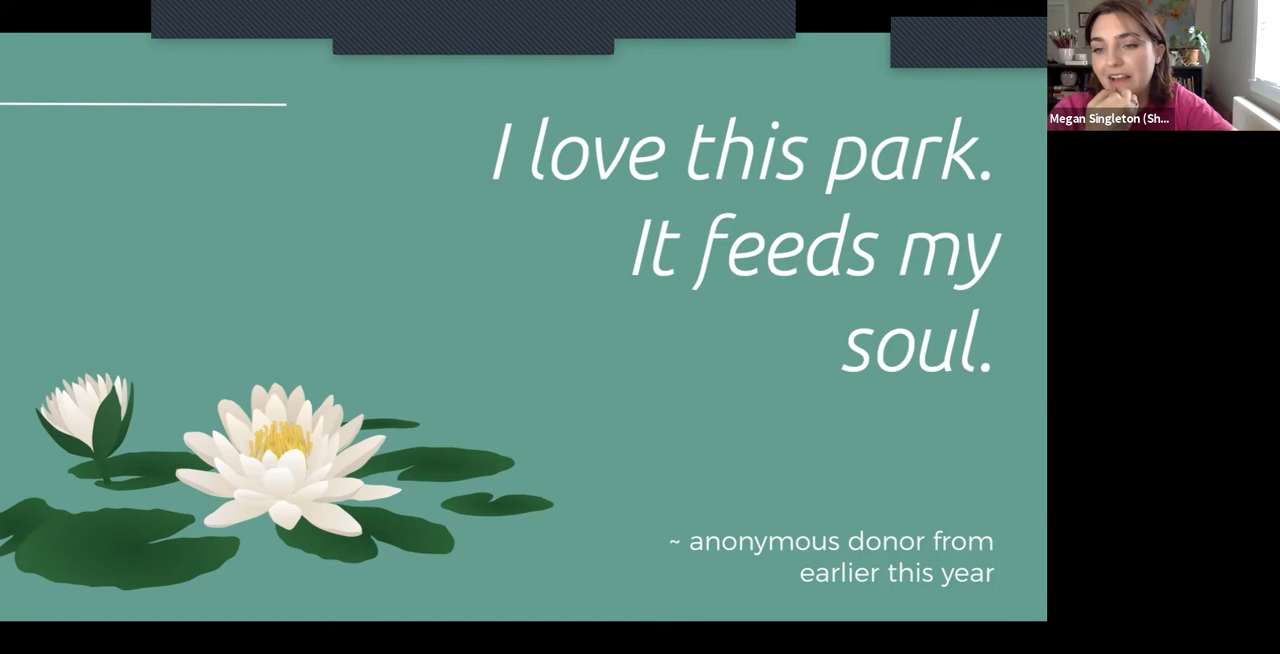 I love this park.
It feeds my
soul.
~ anonymous donor from
earlier this year
Megan Singleton (Sh...